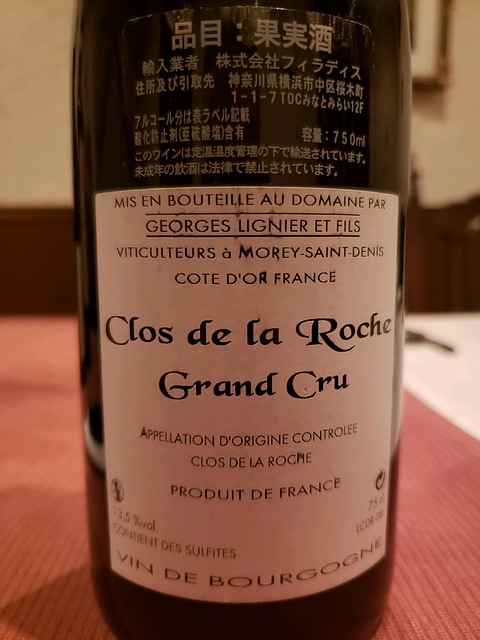 品目：果実酒
輸入業者 株式会社フィラディス
住所及び引取先 神奈川県横浜市中区桜木町
1-1-7TOCみなとみらい12F
アルコール分は表ラベル記載
酸化防止剤(亜硫酸塩)含有 容量：750ml
このワインは定温温度管理の下で輸送されています。
未成年の飲酒は法律で禁止されています。
MIS EN BOUTEILLE AU DOMAINE PAR
GEORGES LIGNIER ET FILS
VITICULTEURS à MOREY-SAINT-DENIS
COTE D'OR FRANCE
Clos de la Roche
Grand Cru
APPELLATION D'ORIGINE CONTROLEE
CLOS DE LA ROCHE
PRODUIT DE FRANCE
13,5 %vol. 75 cl
CONTIENT DES SULFITES
VIN DE BOURGOGNE